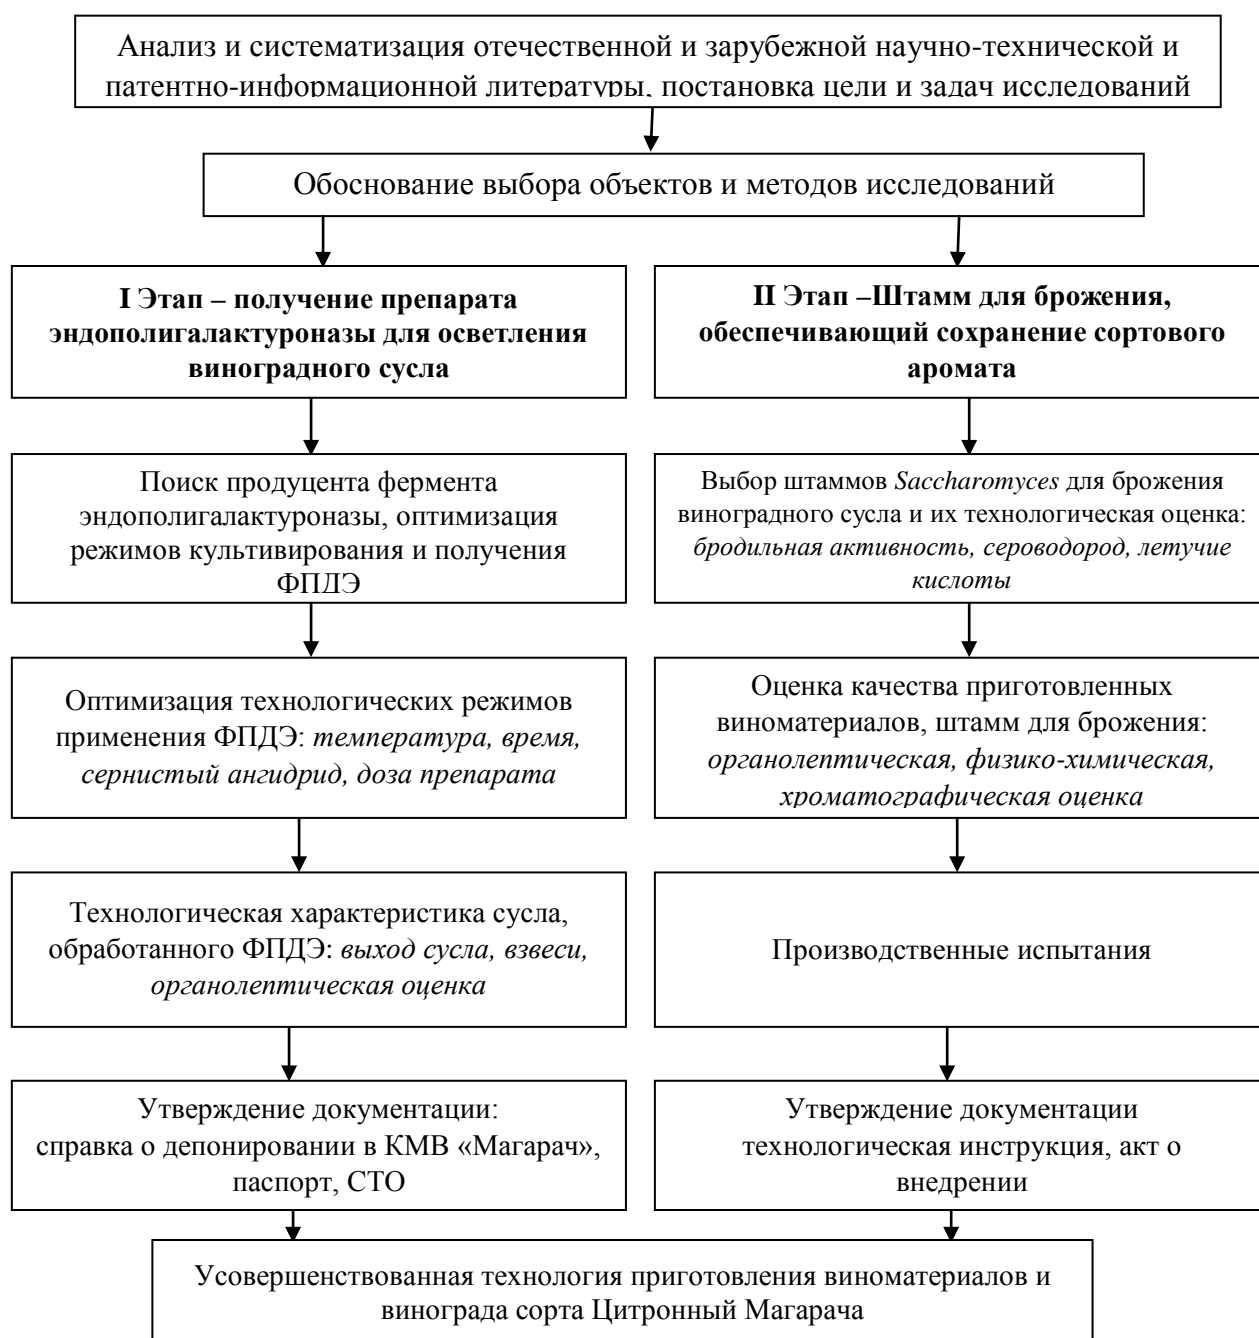 Анализ и систематизация отечественной и зарубежной научно-технической и
патентно-информационной литературы, постановка цели и задач исследований
Обоснование выбора объектов и методов исследований
I Этап – получение препарата
эндополигалактуроназы для осветления
виноградного сусла
Поиск продуцента фермента
эндополигалактуроназы, оптимизация
режимов культивирования и получения
ФПДЭ
Оптимизация технологических режимов
применения ФПДЭ: температура, время,
сернистый ангидрид, доза препарата
Технологическая характеристика сусла,
обработанного ФПДЭ: выход сусла, взвеси,
органолептическая оценка
Утверждение документации:
справка о депонировании в КМВ «Магарач»,
паспорт, СТО
II Этап –Штамм для брожения,
обеспечивающий сохранение сортового
аромата
Выбор штаммов Saccharomyces для брожения
виноградного сусла и их технологическая оценка:
бродильная активность, сероводород, летучие
кислоты
Оценка качества приготовленных
виноматериалов, штамм для брожения:
органолептическая, физико-химическая,
хроматографическая оценка
Производственные испытания
Утверждение документации
технологическая инструкция, акт о
внедрении
Усовершенствованная технология приготовления виноматериалов и
винограда сорта Цитронный Магарача